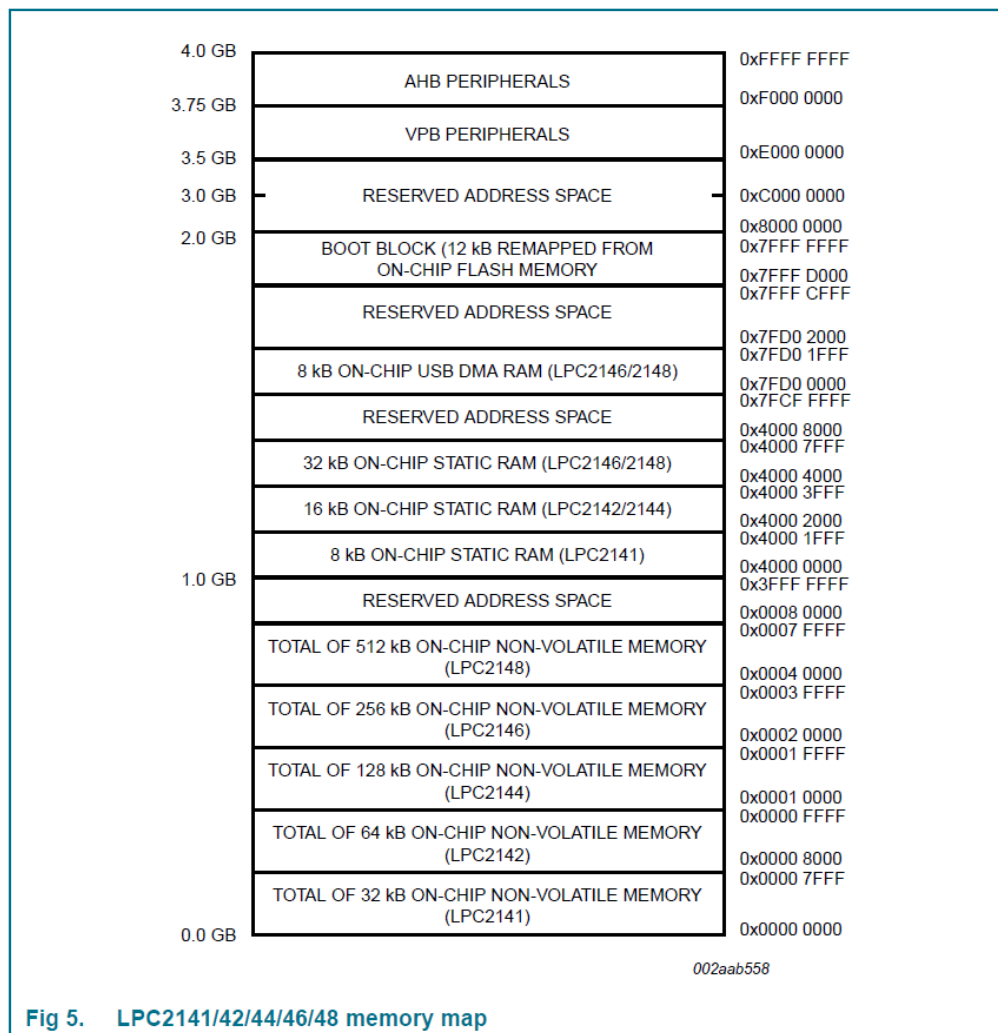 4.0 GB
0xFFFF FFFF
AHB PERIPHERALS
3.75 GB
0xF000 0000
VPB PERIPHERALS
3.5 GB
0xE000 0000
3.0 GB
RESERVED ADDRESS SPACE
0xC000 0000
2.0 GB
0x8000 0000
0x7FFF FFFF
BOOT BLOCK (12 kB REMAPPED FROM
ON-CHIP FLASH MEMORY
0x7FFF D000
0x7FFF CFFF
RESERVED ADDRESS SPACE
0x7FD0 2000
0x7FD0 1FFF
8 kB ON-CHIP USB DMA RAM (LPC2146/2148)
0x7FD0 0000
0x7FCF FFFF
RESERVED ADDRESS SPACE
0x4000 8000
0x4000 7FFF
32 kB ON-CHIP STATIC RAM (LPC2146/2148)
0x4000 4000
0x4000 3FFF
16 kB ON-CHIP STATIC RAM (LPC2142/2144)
0x4000 2000
0x4000 1FFF
8 kB ON-CHIP STATIC RAM (LPC2141)
0x4000 0000
1.0 GB
0x3FFF FFFF
RESERVED ADDRESS SPACE
0x0008 0000
0x0007 FFFF
TOTAL OF 512 kB ON-CHIP NON-VOLATILE MEMORY
(LPC2148)
0x0004 0000
0x0003 FFFF
TOTAL OF 256 kB ON-CHIP NON-VOLATILE MEMORY
(LPC2146)
0x0002 0000
0x0001 FFFF
TOTAL OF 128 kB ON-CHIP NON-VOLATILE MEMORY
(LPC2144)
0x0001 0000
0x0000 FFFF
TOTAL OF 64 kB ON-CHIP NON-VOLATILE MEMORY
(LPC2142)
0x0000 8000
0x0000 7FFF
TOTAL OF 32 kB ON-CHIP NON-VOLATILE MEMORY
(LPC2141)
0.0 GB
0x0000 0000
002aab558
Fig 5. LPC2141/42/44/46/48 memory map